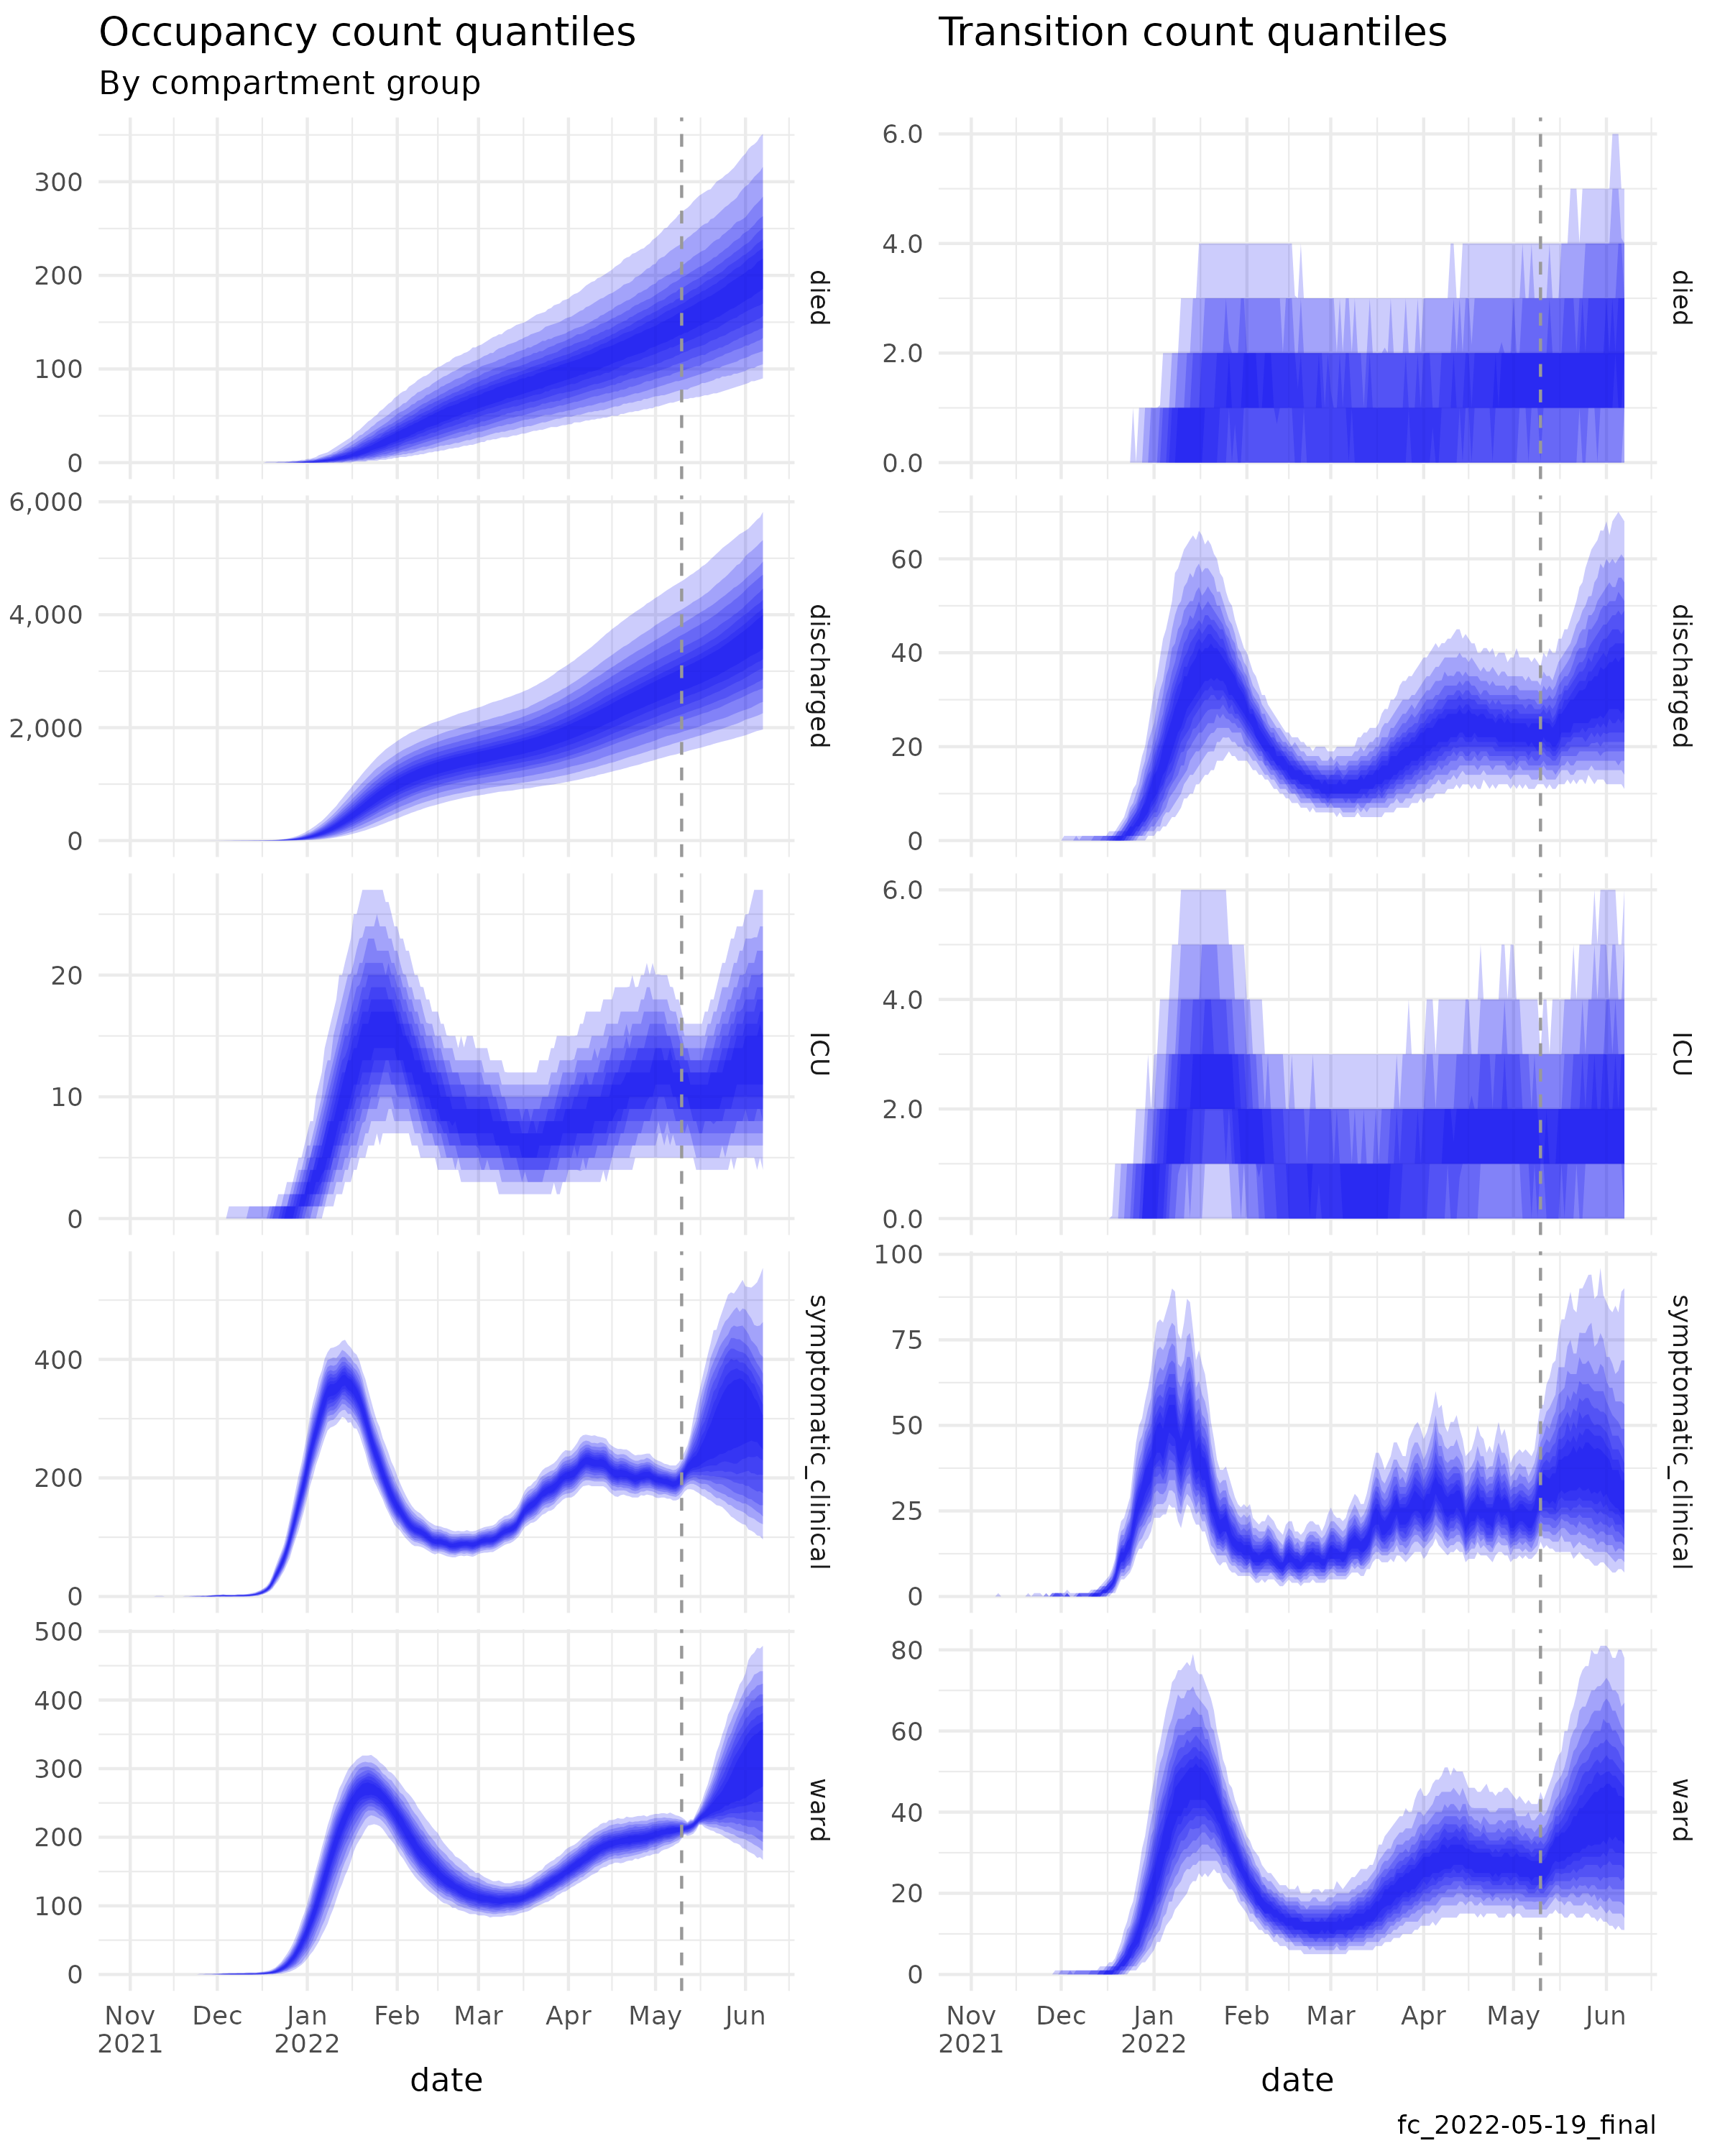 Occupancy count quantiles
By compartment group
300
200
100
0
died
6,000
4,000
2,000
0
discharged
20
10
0
ICU
400
200
0
symptomatic_clinical
500
400
300
200
100
0
ward
Nov Dec Jan Feb Mar Apr May Jun
2021 2022
date
Transition count quantiles
6.0
4.0
2.0
0.0
died
60
40
20
0
discharged
6.0
4.0
2.0
0.0
ICU
100
75
50
25
0
symptomatic_clinical
80
60
40
20
0
ward
Nov Dec Jan Feb Mar Apr May Jun
2021 2022
date
fc_2022-05-19_final